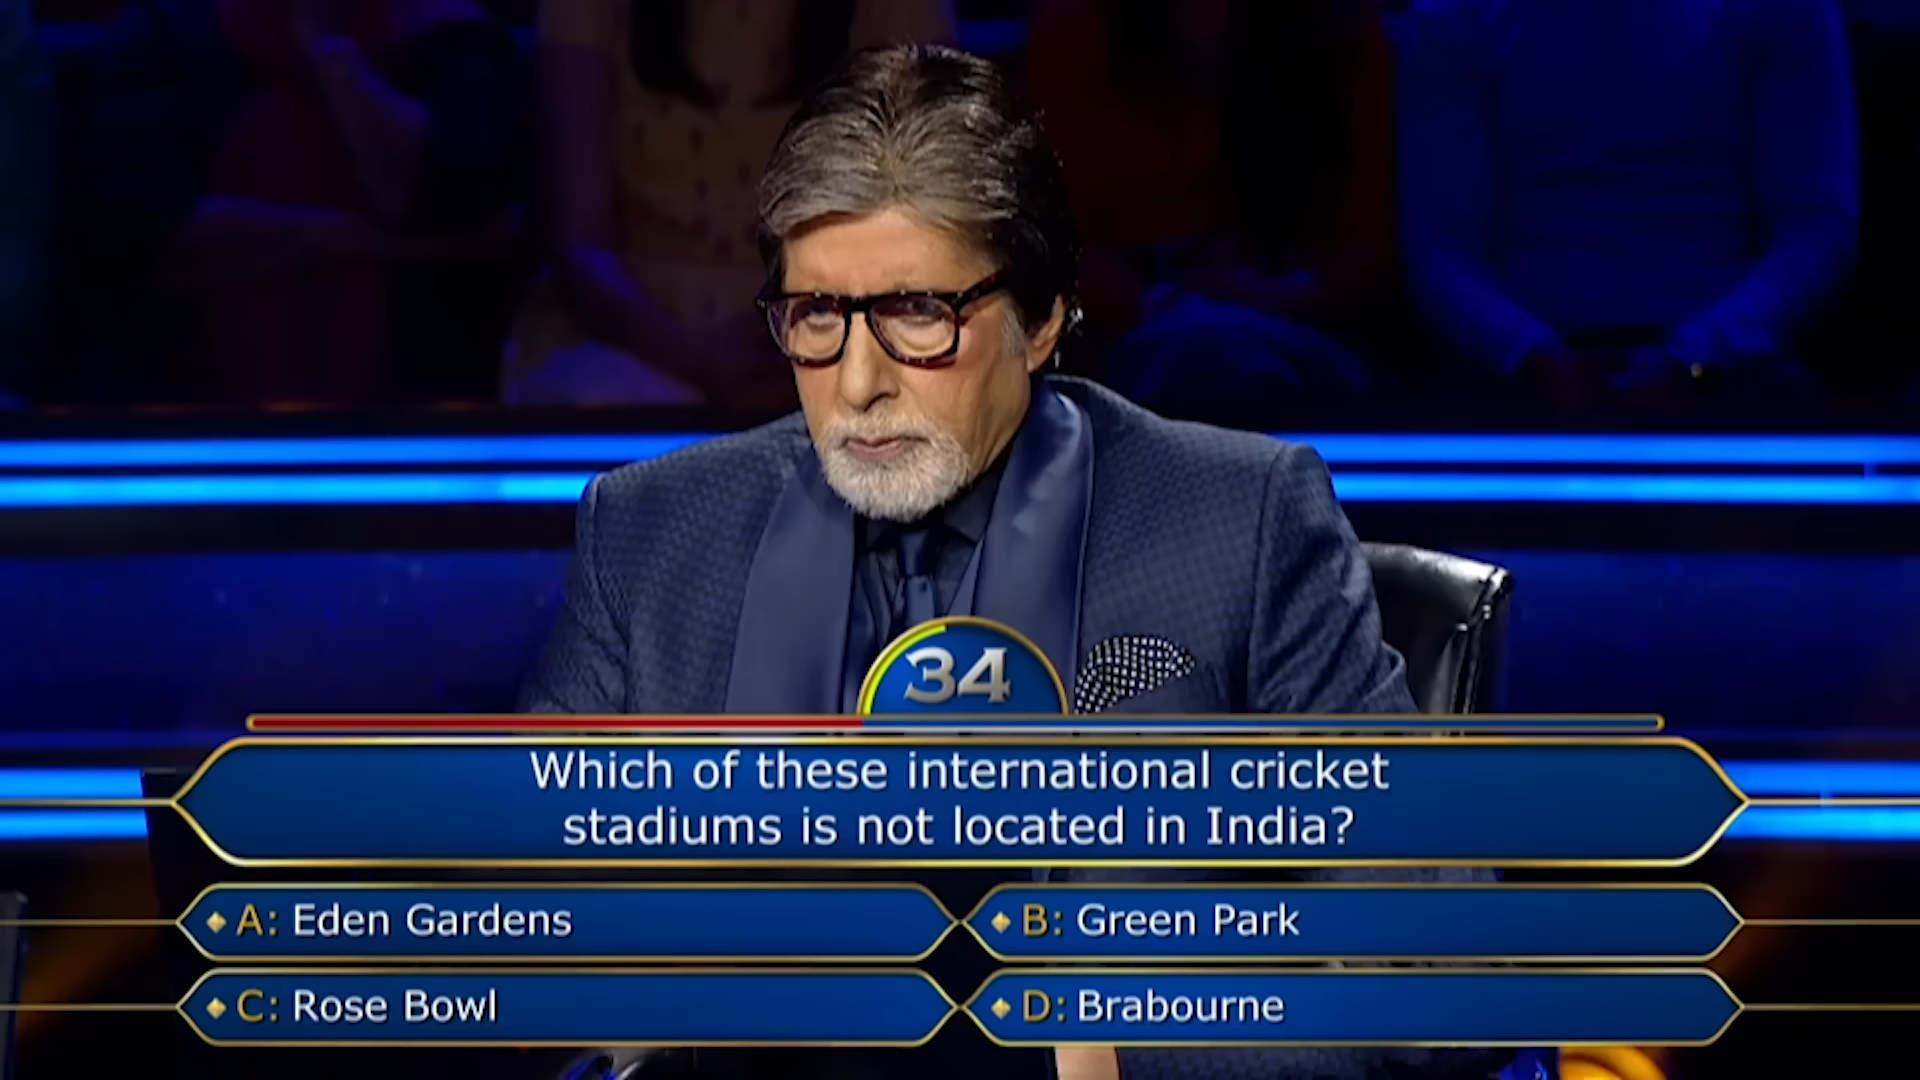 34
Which of these international cricket
stadiums is not located in India?
A: Eden Gardens
B: Green Park
C: Rose Bowl
D: Brabourne